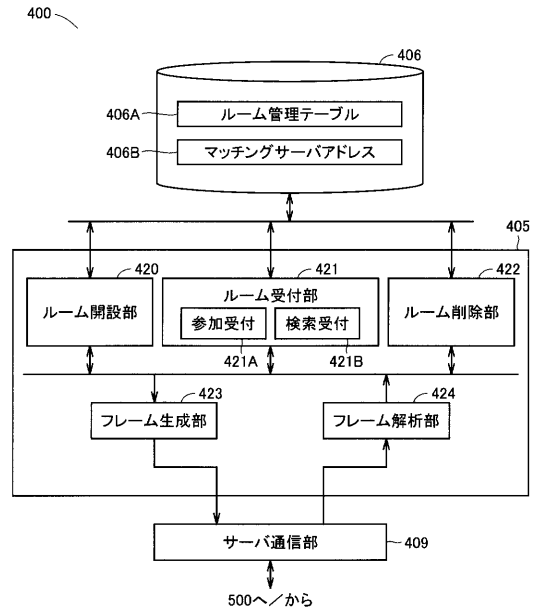 400
406
406A
ルーム管理テーブル
406B
マッチングサーバアドレス
405
420
ルーム開設部
421
ルーム受付部
参加受付
検索受付
421A
421B
422
ルーム削除部
423
フレーム生成部
424
フレーム解析部
サーバ通信部
409
500へ/から